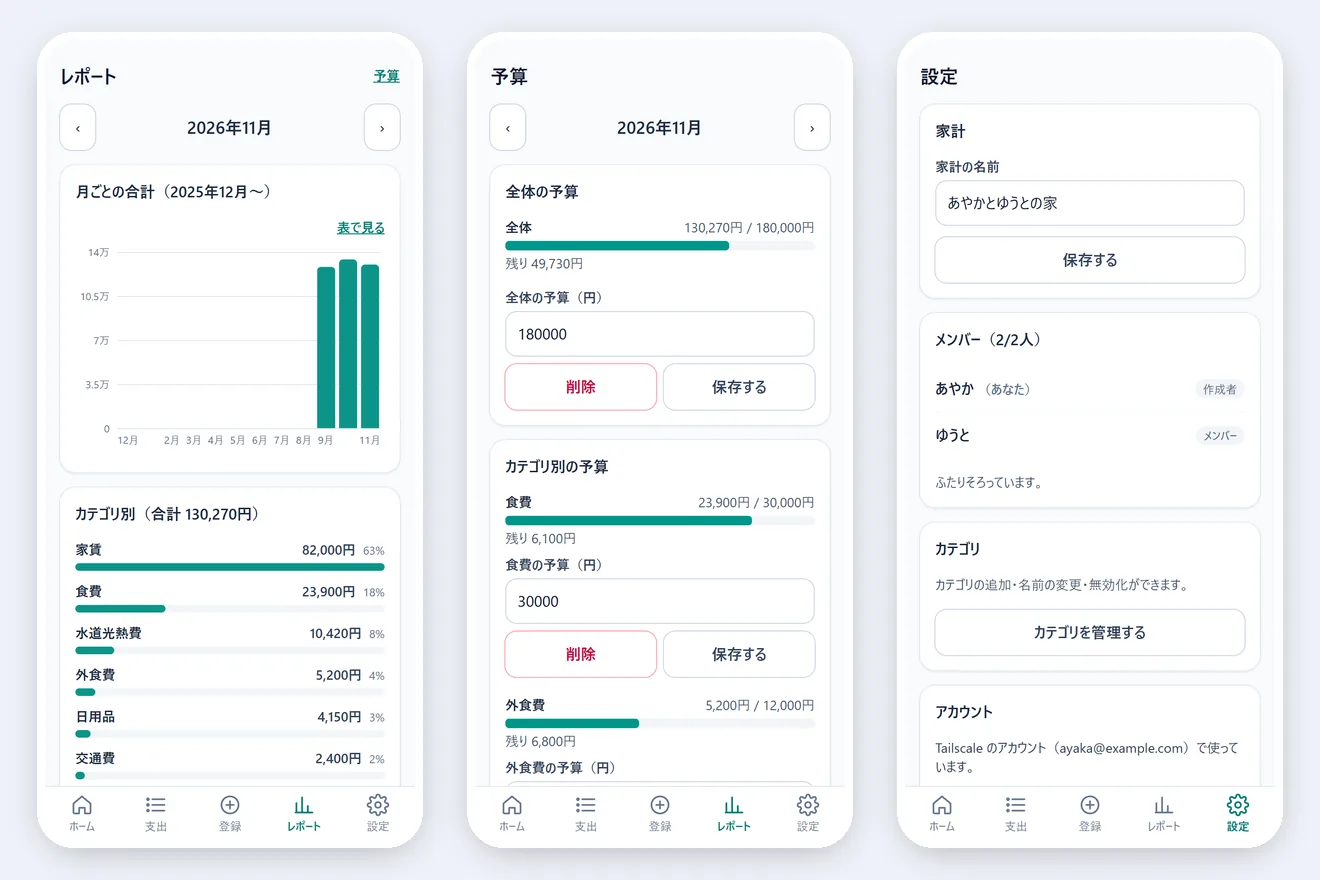 レポート
予算
‹
2026年11月
›
月ごとの合計（2025年12月〜）
表で見る
14万
10.5万
7万
3.5万
0
12月 2月 3月 4月 5月 6月 7月 8月 9月 11月
カテゴリ別（合計 130,270円）
家賃 82,000円 63%
食費 23,900円 18%
水道光熱費 10,420円 8%
外食費 5,200円 4%
日用品 4,150円 3%
交通費 2,400円 2%
ホーム 支出 登録 レポート 設定
予算
‹
2026年11月
›
全体の予算
全体 130,270円 / 180,000円
残り 49,730円
全体の予算（円）
180000
削除 保存する
カテゴリ別の予算
食費 23,900円 / 30,000円
残り 6,100円
食費の予算（円）
30000
削除 保存する
外食費 5,200円 / 12,000円
残り 6,800円
外食費の予算（円）
ホーム 支出 登録 レポート 設定
設定
家計
家計の名前
あやかとゆうとの家
保存する
メンバー（2/2人）
あやか （あなた） 作成者
ゆうと メンバー
ふたりそろっています。
カテゴリ
カテゴリの追加・名前の変更・無効化ができます。
カテゴリを管理する
アカウント
Tailscale のアカウント（ayaka@example.com）で使って
います。
ホーム 支出 登録 レポート 設定